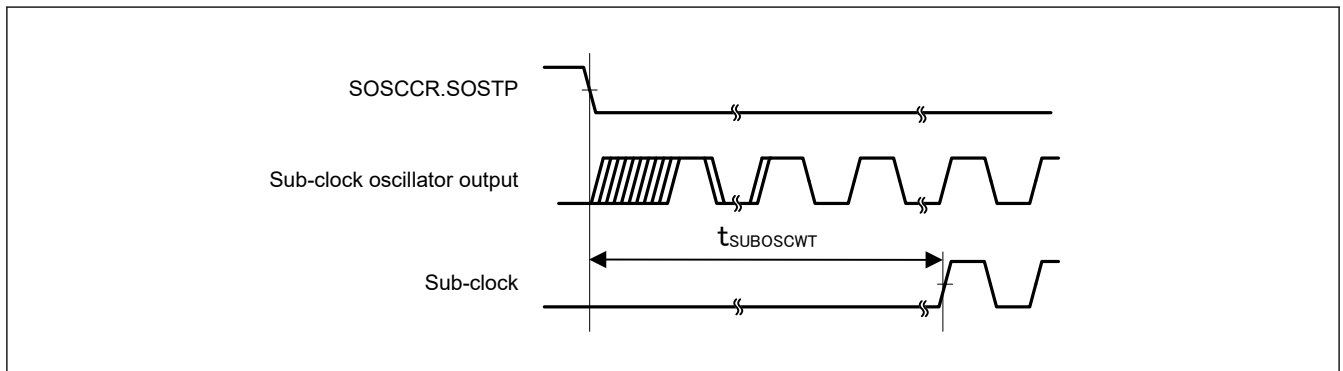 SOSCCR.SOSTP
Sub-clock oscillator output
tSUBOSCWT
Sub-clock